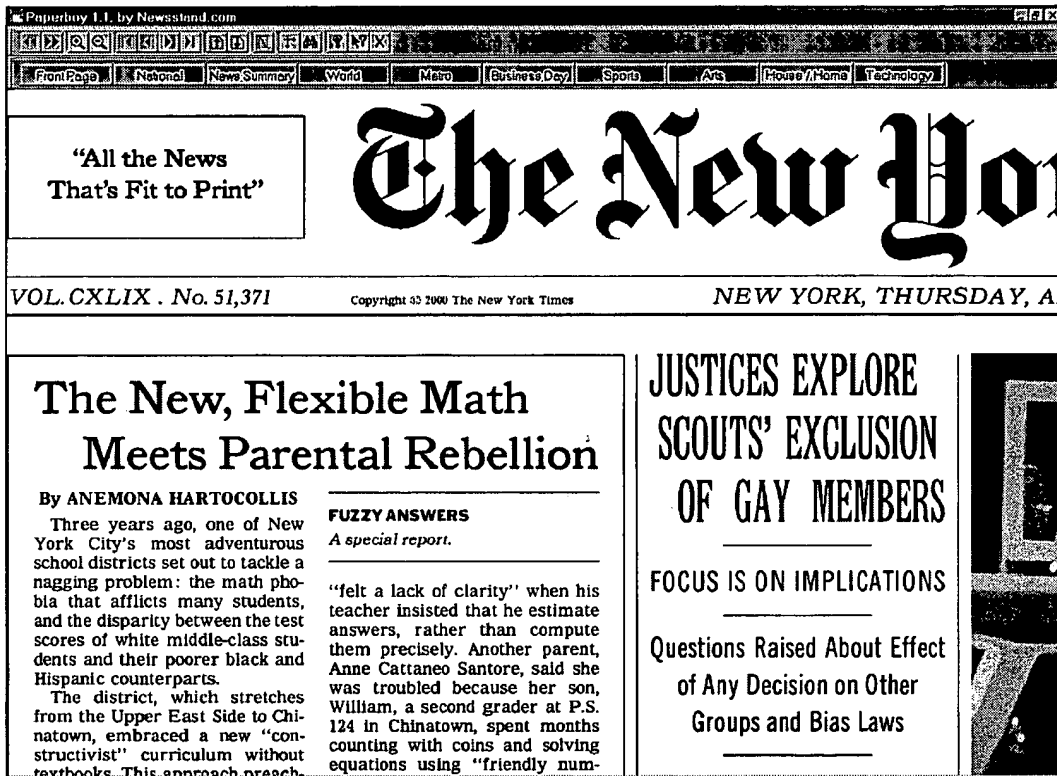 Paperboy 1.1. by Newsstand.com
Front Page National News Summary World Metro Business Day Sports Arts House / Home Technology
“All the News
That's Fit to Print”
The New Yor
VOL. CXLIX . No. 51,371
Copyright © 2000 The New York Times
NEW YORK, THURSDAY, A
The New, Flexible Math
Meets Parental Rebellion
By ANEMONA HARTOCOLLIS
Three years ago, one of New
York City's most adventurous
school districts set out to tackle a
nagging problem: the math pho-
bia that afflicts many students,
and the disparity between the test
scores of white middle-class stu-
dents and their poorer black and
Hispanic counterparts.
The district, which stretches
from the Upper East Side to Chi-
natown, embraced a new “con-
structivist” curriculum without
textbooks. This approach preach-
FUZZY ANSWERS
A special report.
“felt a lack of clarity” when his
teacher insisted that he estimate
answers, rather than compute
them precisely. Another parent,
Anne Cattaneo Santore, said she
was troubled because her son,
William, a second grader at P.S.
124 in Chinatown, spent months
counting with coins and solving
equations using “friendly num-
JUSTICES EXPLORE
SCOUTS' EXCLUSION
OF GAY MEMBERS
FOCUS IS ON IMPLICATIONS
Questions Raised About Effect
of Any Decision on Other
Groups and Bias Laws